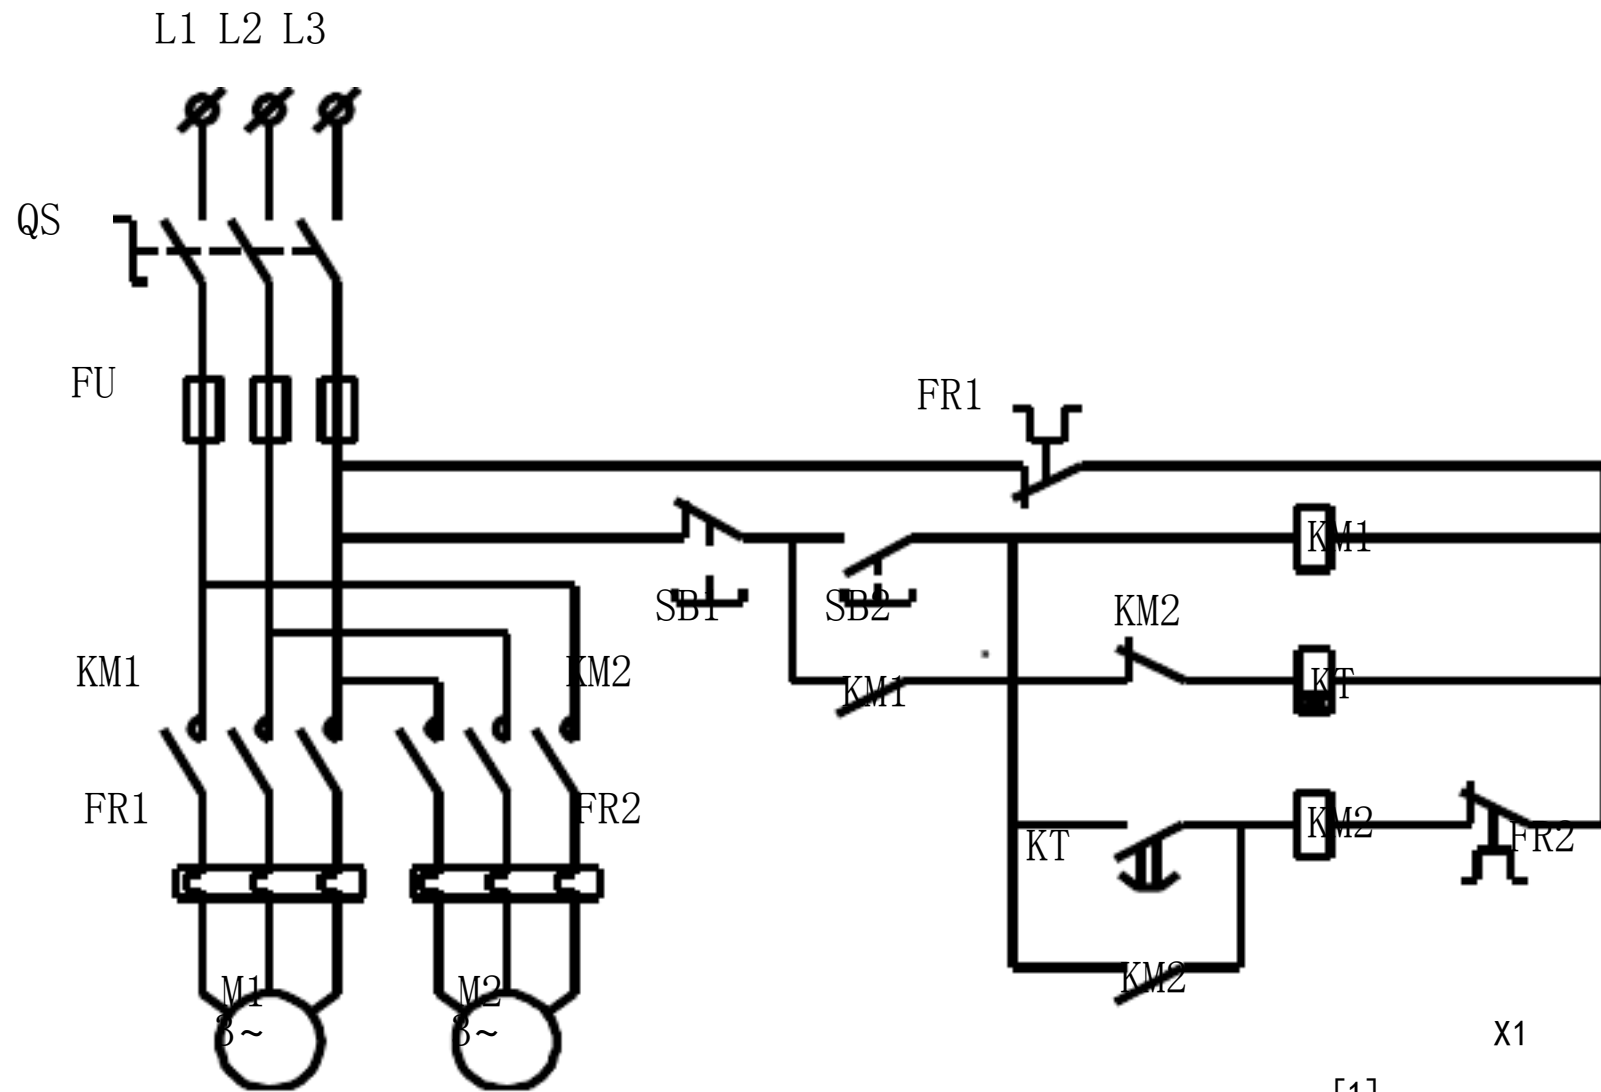 L1 L2 L3
QS
FU
FR1
KM1
SB1
SB2
KM2
KM1
KM2
KM1
KT
FR1
FR2
KT
KM2
FR2
KM2
M1
3~
M2
3~
X1
[1]